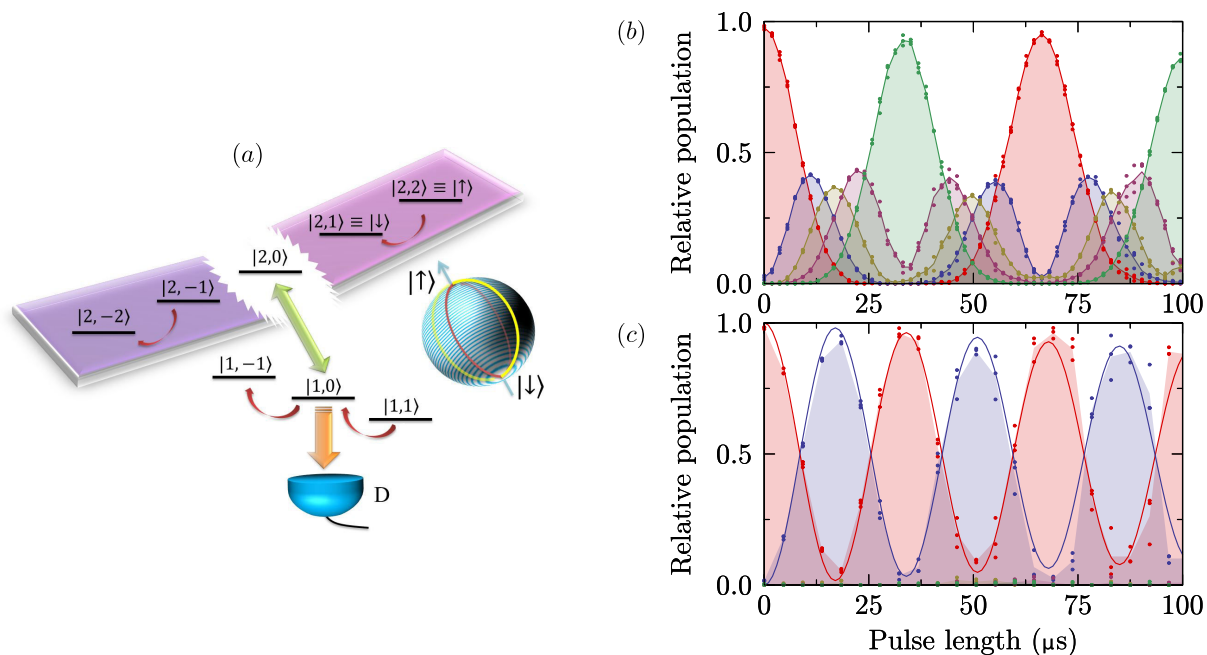 (a)
|2,2⟩ ≡ |↑⟩
|2,1⟩ ≡ |↓⟩
|2,0⟩
|2,−1⟩
|2,−2⟩
|1,−1⟩
|1,0⟩
|1,1⟩
D
|↑⟩
|↓⟩
(b)
Relative population
1.0
0.5
0.0
0 25 50 75 100
(c)
Relative population
1.0
0.5
0.0
0 25 50 75 100
Pulse length (μs)